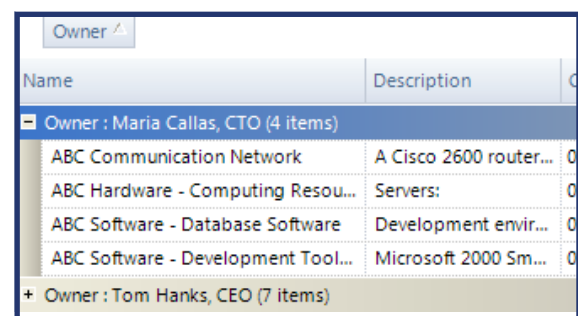 Owner
Name Description
Owner : Maria Callas, CTO (4 items)
ABC Communication Network A Cisco 2600 router... 0
ABC Hardware - Computing Resou... Servers: 0
ABC Software - Database Software Development envir... 0
ABC Software - Development Tool... Microsoft 2000 Sm... 0
Owner : Tom Hanks, CEO (7 items)